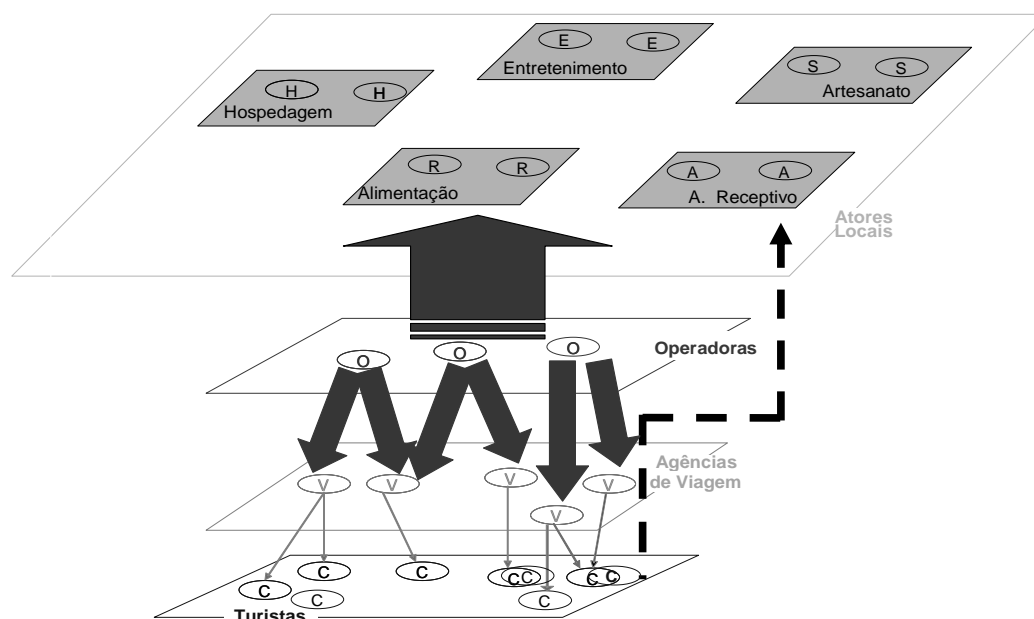 E E
Entretenimento
S S
Artesanato
H H
Hospedagem
R R
Alimentação
A A
A. Receptivo
Atores
Locais
O O O
Operadoras
Agências
de Viagem
V V V V
V
C C C C C C
C C C
Turistas